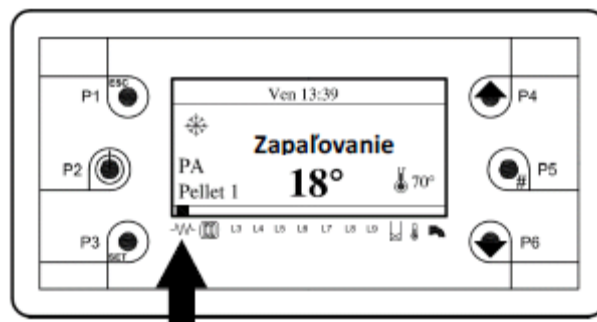 ESC
P1
Ven 13:39
P4
Zapaľovanie
P2
PA
18°
70°
P5
#
Pellet 1
P3
SET
L3 L4 L5 L6 L7 L8 L9
P6